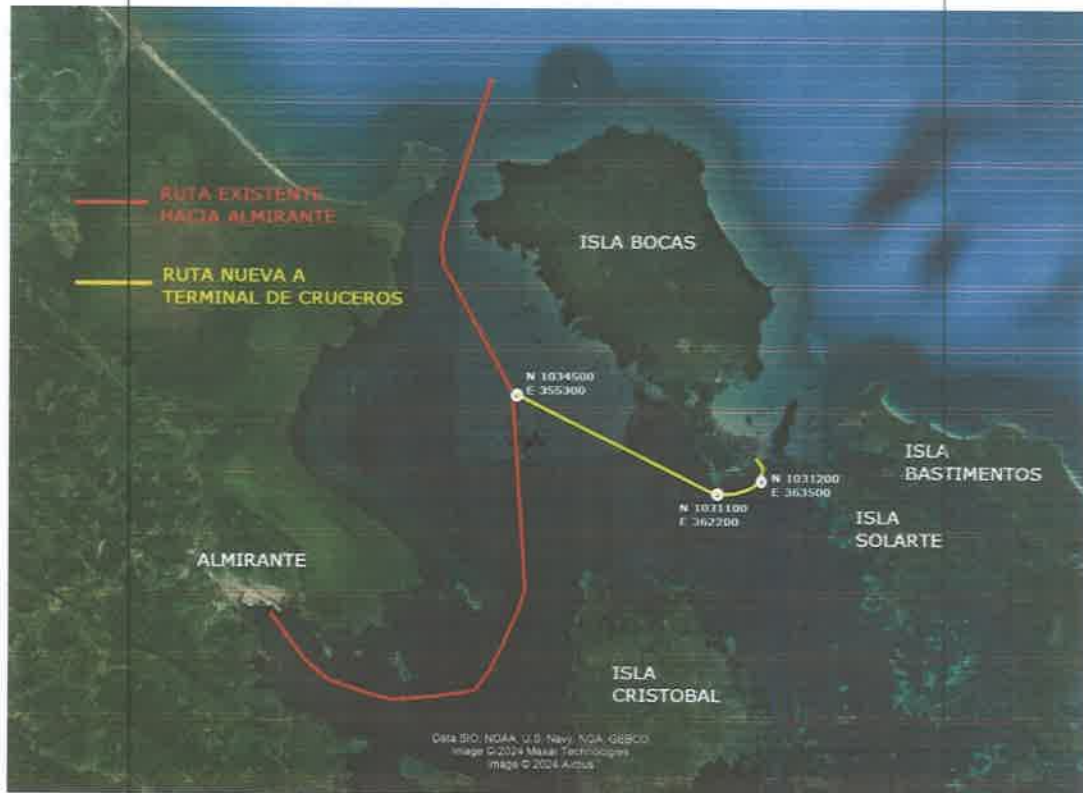 RUTA EXISTENTE
HACIA ALMIRANTE
ISLA BOCAS
RUTA NUEVA A
TERMINAL DE CRUCEROS
N 1034500
E 355300
ISLA
BASTIMENTOS
N 1031200
E 363500
N 1031100
E 362200
ISLA
SOLARTE
ALMIRANTE
ISLA
CRISTOBAL
Data SIO, NOAA, U.S. Navy, NGA, GEBCO
Image © 2024 Maxar Technologies
Image © 2024 Airbus